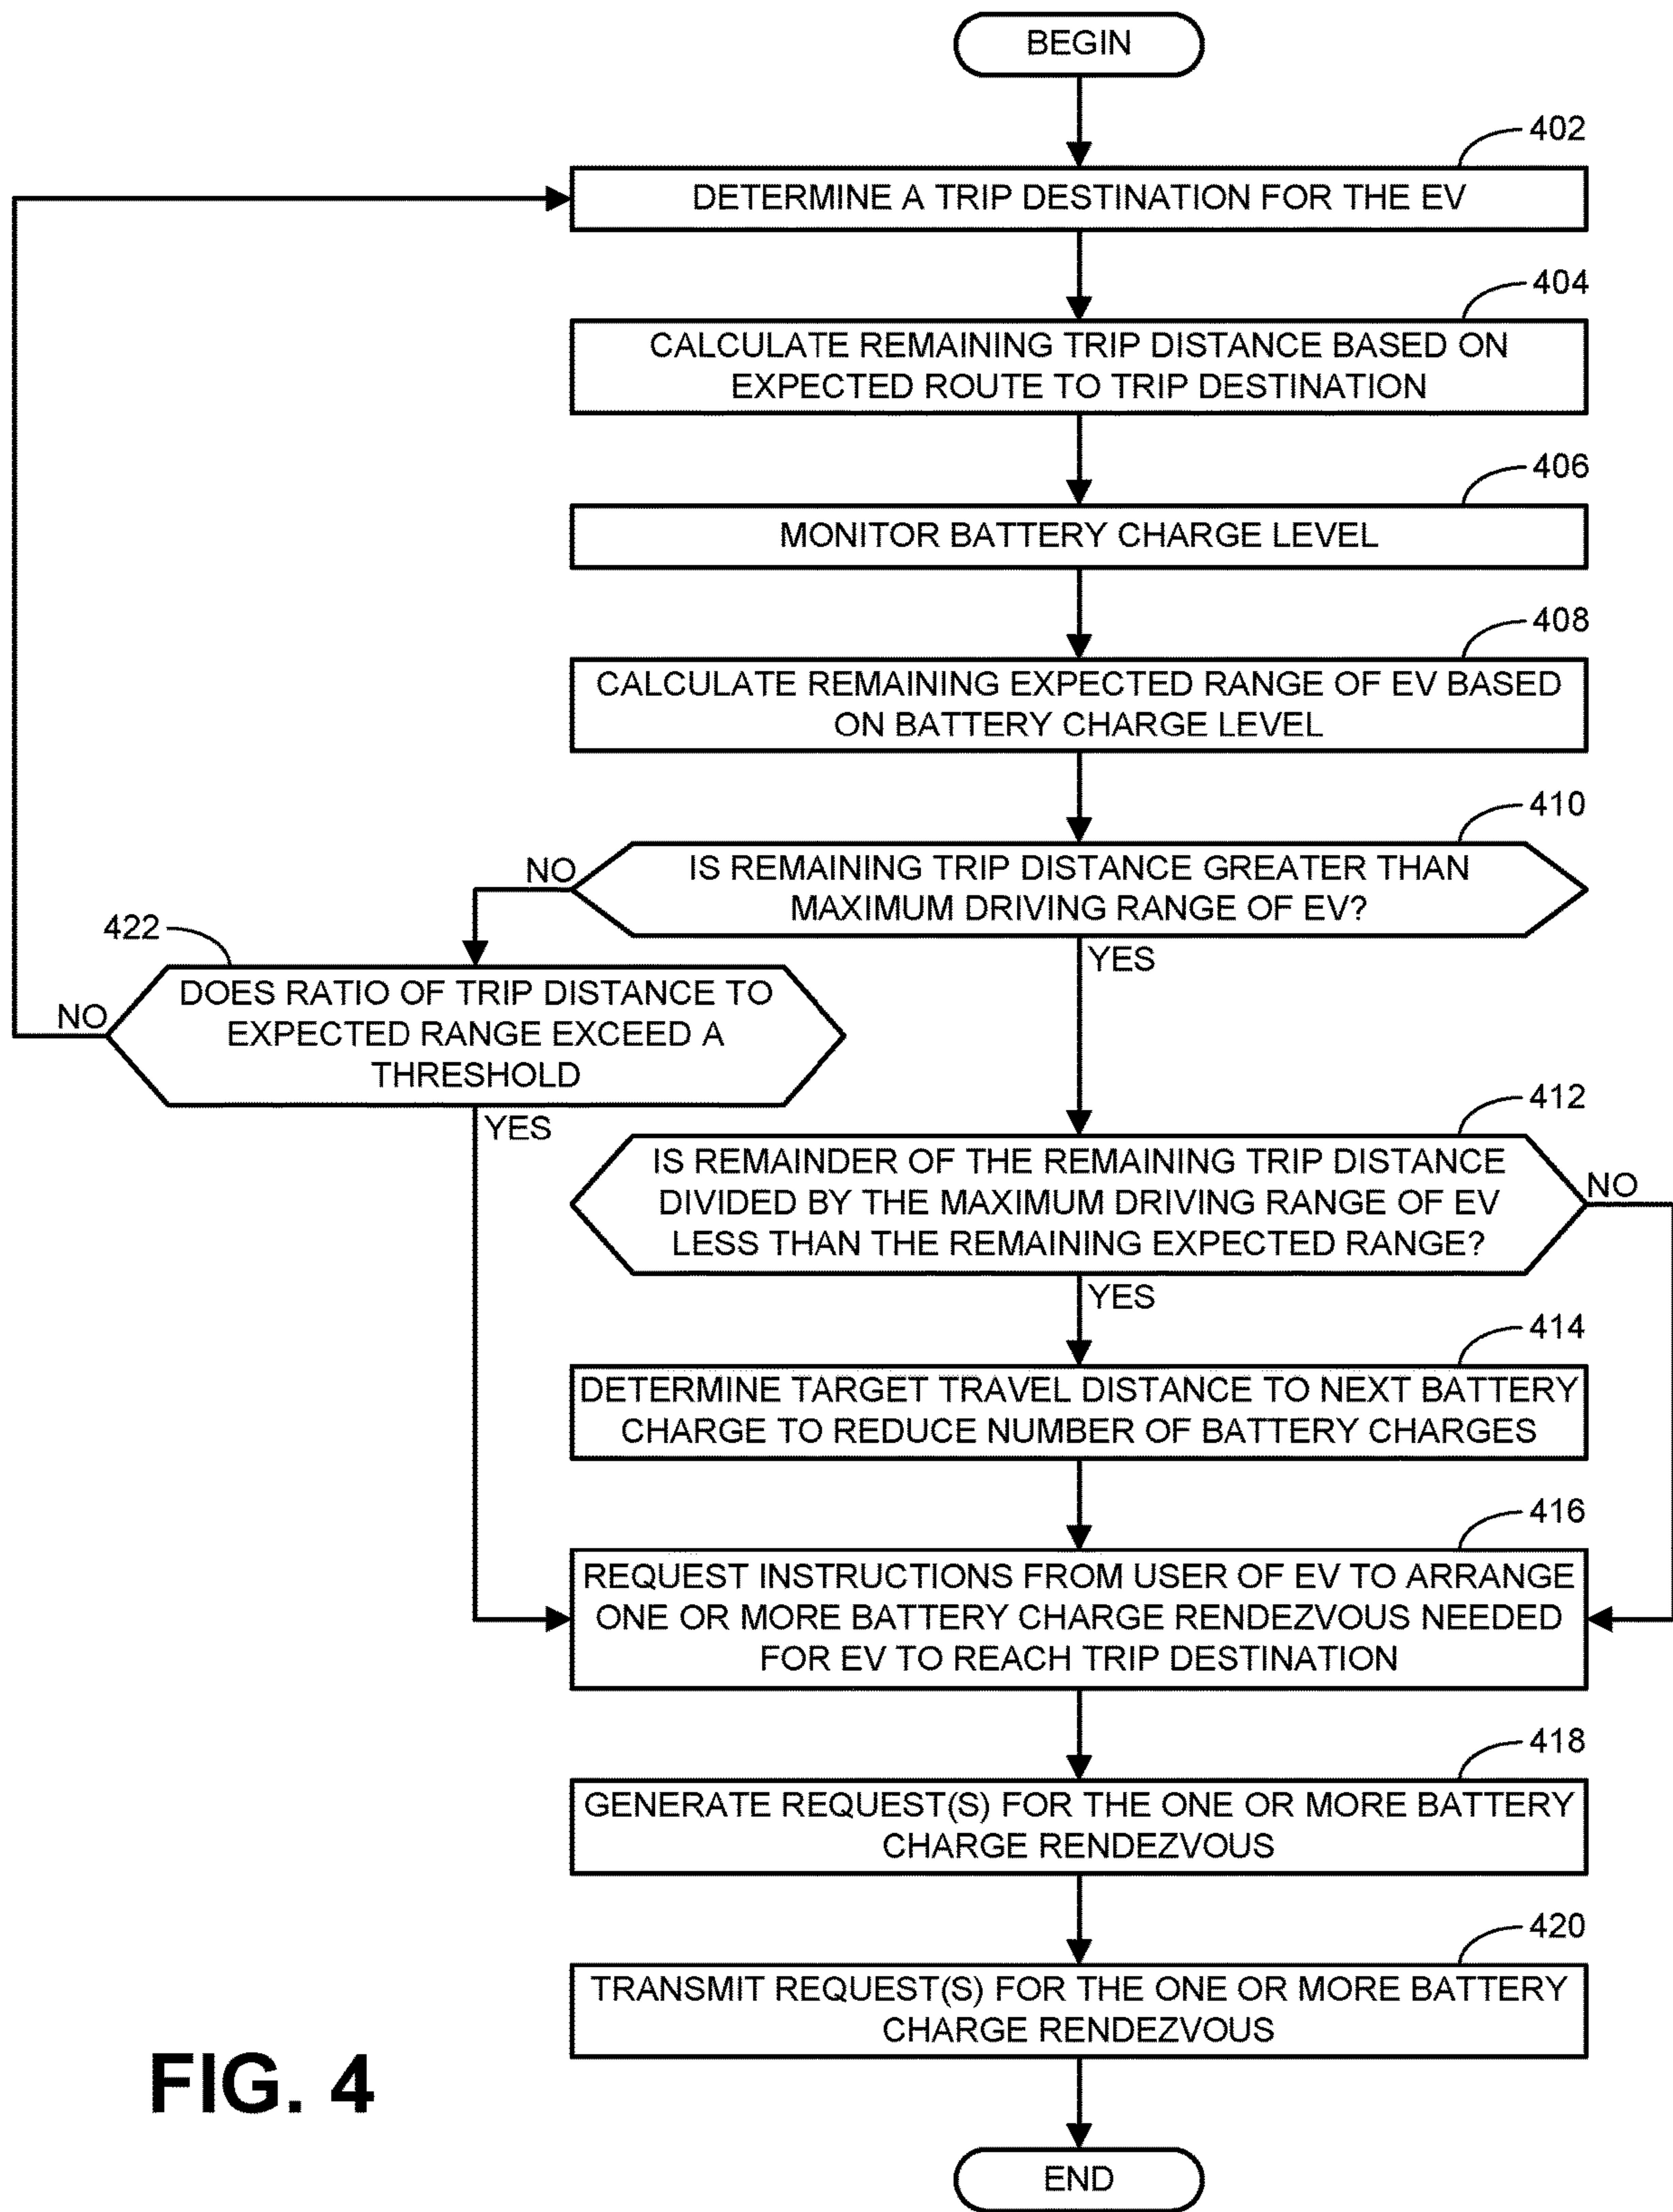 BEGIN
402
DETERMINE A TRIP DESTINATION FOR THE EV
404
CALCULATE REMAINING TRIP DISTANCE BASED ON
EXPECTED ROUTE TO TRIP DESTINATION
406
MONITOR BATTERY CHARGE LEVEL
408
CALCULATE REMAINING EXPECTED RANGE OF EV BASED
ON BATTERY CHARGE LEVEL
410
NO
IS REMAINING TRIP DISTANCE GREATER THAN
MAXIMUM DRIVING RANGE OF EV?
YES
422
NO
DOES RATIO OF TRIP DISTANCE TO
EXPECTED RANGE EXCEED A
THRESHOLD
YES
412
IS REMAINDER OF THE REMAINING TRIP DISTANCE
DIVIDED BY THE MAXIMUM DRIVING RANGE OF EV
LESS THAN THE REMAINING EXPECTED RANGE?
NO
YES
414
DETERMINE TARGET TRAVEL DISTANCE TO NEXT BATTERY
CHARGE TO REDUCE NUMBER OF BATTERY CHARGES
416
REQUEST INSTRUCTIONS FROM USER OF EV TO ARRANGE
ONE OR MORE BATTERY CHARGE RENDEZVOUS NEEDED
FOR EV TO REACH TRIP DESTINATION
418
GENERATE REQUEST(S) FOR THE ONE OR MORE BATTERY
CHARGE RENDEZVOUS
420
TRANSMIT REQUEST(S) FOR THE ONE OR MORE BATTERY
CHARGE RENDEZVOUS
FIG. 4
END